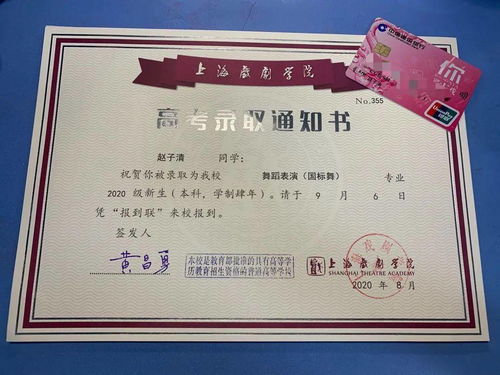 上海戏剧学院
No.355
高考录取通知书
赵子清 同学：
祝贺你被录取为我校 舞蹈表演（国标舞） 专业
2020 级新生（本科，学制肆年）。请于 9 月 6 日
凭“报到联”来校报到。
签发人
黄昌勇
本校是教育部批准的具有高等学
历教育招生资格的普通高等学校
上海戏剧学院
SHANGHAI THEATRE ACADEMY
2020 年 8 月
你
UnionPay
银联